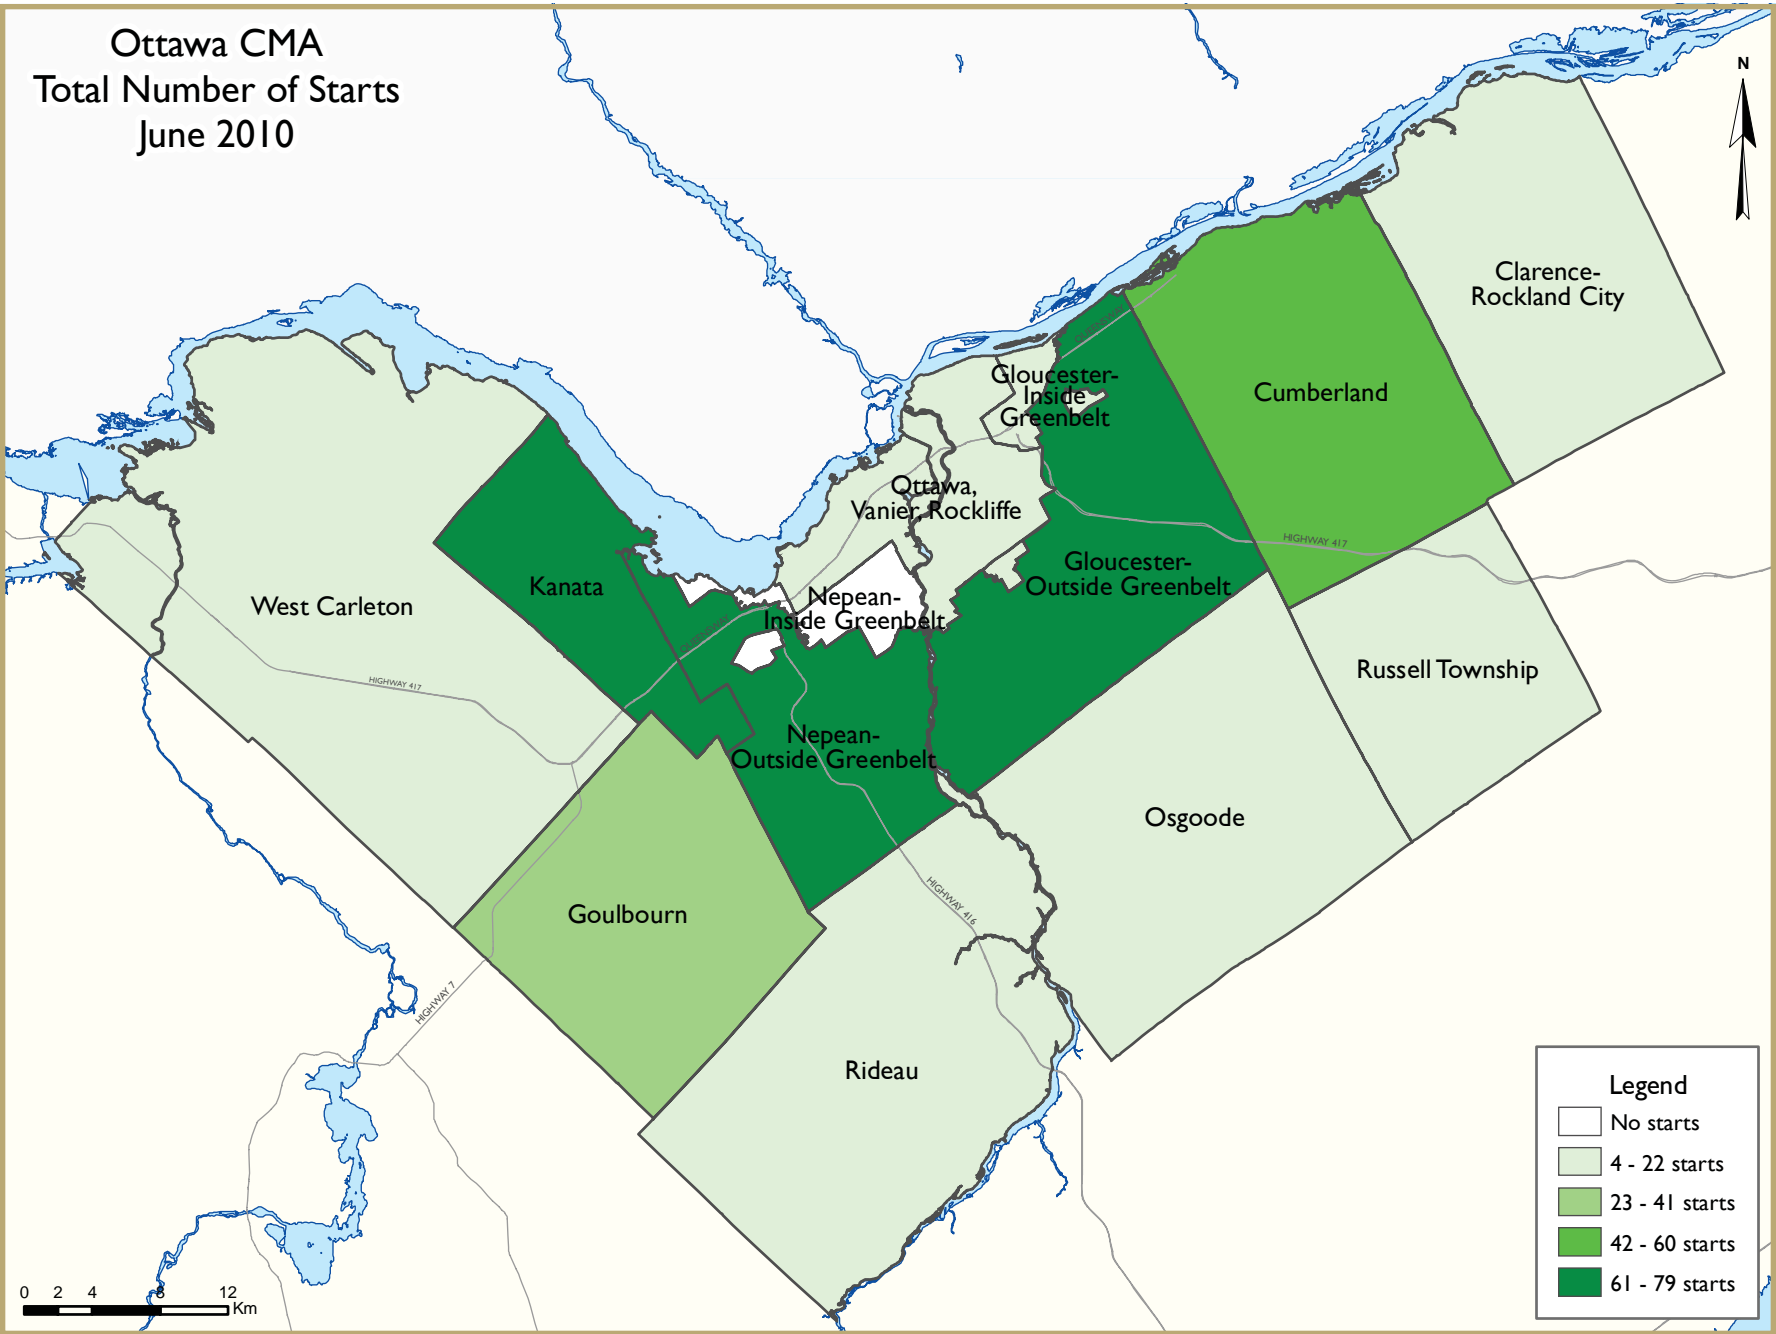 Ottawa CMA
Total Number of Starts
June 2010
N
Clarence-
Rockland City
QUEENSWAY
Gloucester-
Inside
Greenbelt
Cumberland
Ottawa,
Vanier, Rockliffe
HIGHWAY 417
Gloucester-
Outside Greenbelt
Kanata
Nepean-
Inside Greenbelt
West Carleton
QUEENSWAY
Russell Township
HIGHWAY 417
Nepean-
Outside Greenbelt
Osgoode
Goulbourn
HIGHWAY 416
HIGHWAY 7
Rideau
Legend
No starts
4 - 22 starts
23 - 41 starts
42 - 60 starts
61 - 79 starts
0 2 4 8 12
Km